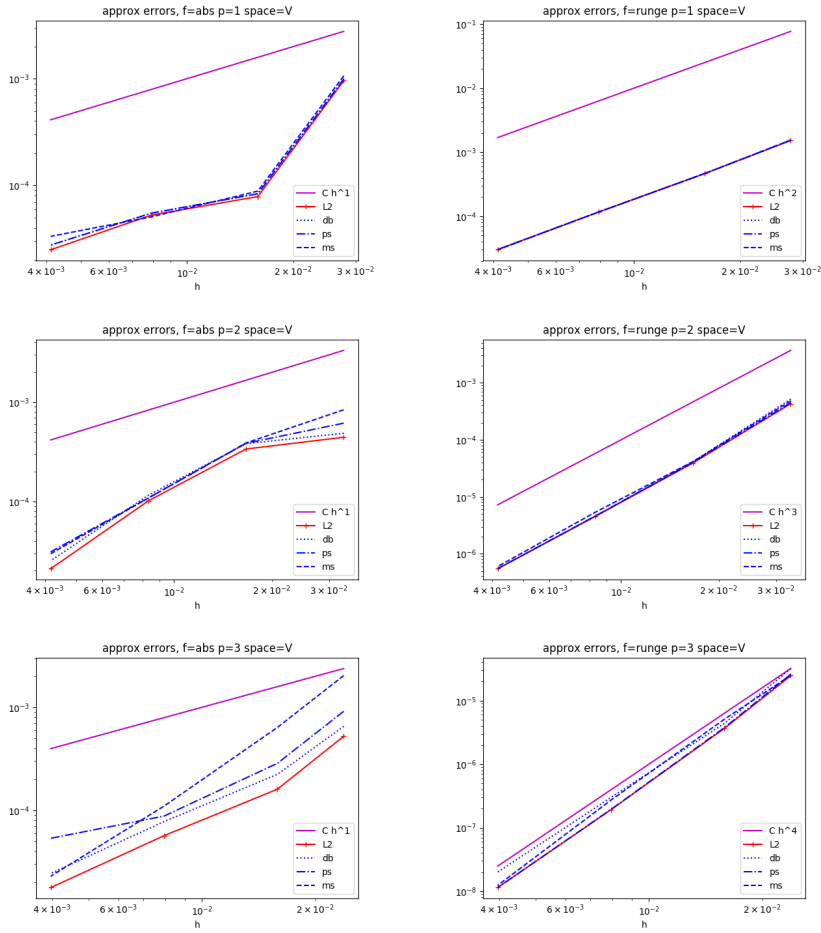 approx errors, f=abs p=1 space=V
10⁻³
10⁻⁴
C h^1
L2
db
ps
ms
4 × 10⁻³ 6 × 10⁻³ 10⁻² 2 × 10⁻² 3 × 10⁻²
h
approx errors, f=runge p=1 space=V
10⁻¹
10⁻²
10⁻³
10⁻⁴
C h^2
L2
db
ps
ms
4 × 10⁻³ 6 × 10⁻³ 10⁻² 2 × 10⁻² 3 × 10⁻²
h
approx errors, f=abs p=2 space=V
10⁻³
10⁻⁴
C h^1
L2
db
ps
ms
4 × 10⁻³ 6 × 10⁻³ 10⁻² 2 × 10⁻² 3 × 10⁻²
h
approx errors, f=runge p=2 space=V
10⁻³
10⁻⁴
10⁻⁵
10⁻⁶
C h^3
L2
db
ps
ms
4 × 10⁻³ 6 × 10⁻³ 10⁻² 2 × 10⁻² 3 × 10⁻²
h
approx errors, f=abs p=3 space=V
10⁻³
10⁻⁴
C h^1
L2
db
ps
ms
4 × 10⁻³ 6 × 10⁻³ 10⁻² 2 × 10⁻²
h
approx errors, f=runge p=3 space=V
10⁻⁵
10⁻⁶
10⁻⁷
10⁻⁸
C h^4
L2
db
ps
ms
4 × 10⁻³ 6 × 10⁻³ 10⁻² 2 × 10⁻²
h